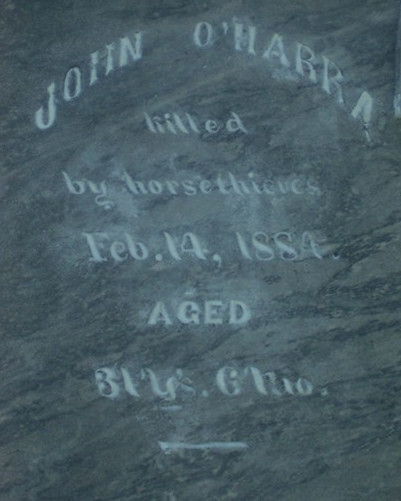 JOHN O'HARRA
killed
by horsethieves
Feb. 14, 1884.
AGED
31 Ys. 6 Mo.